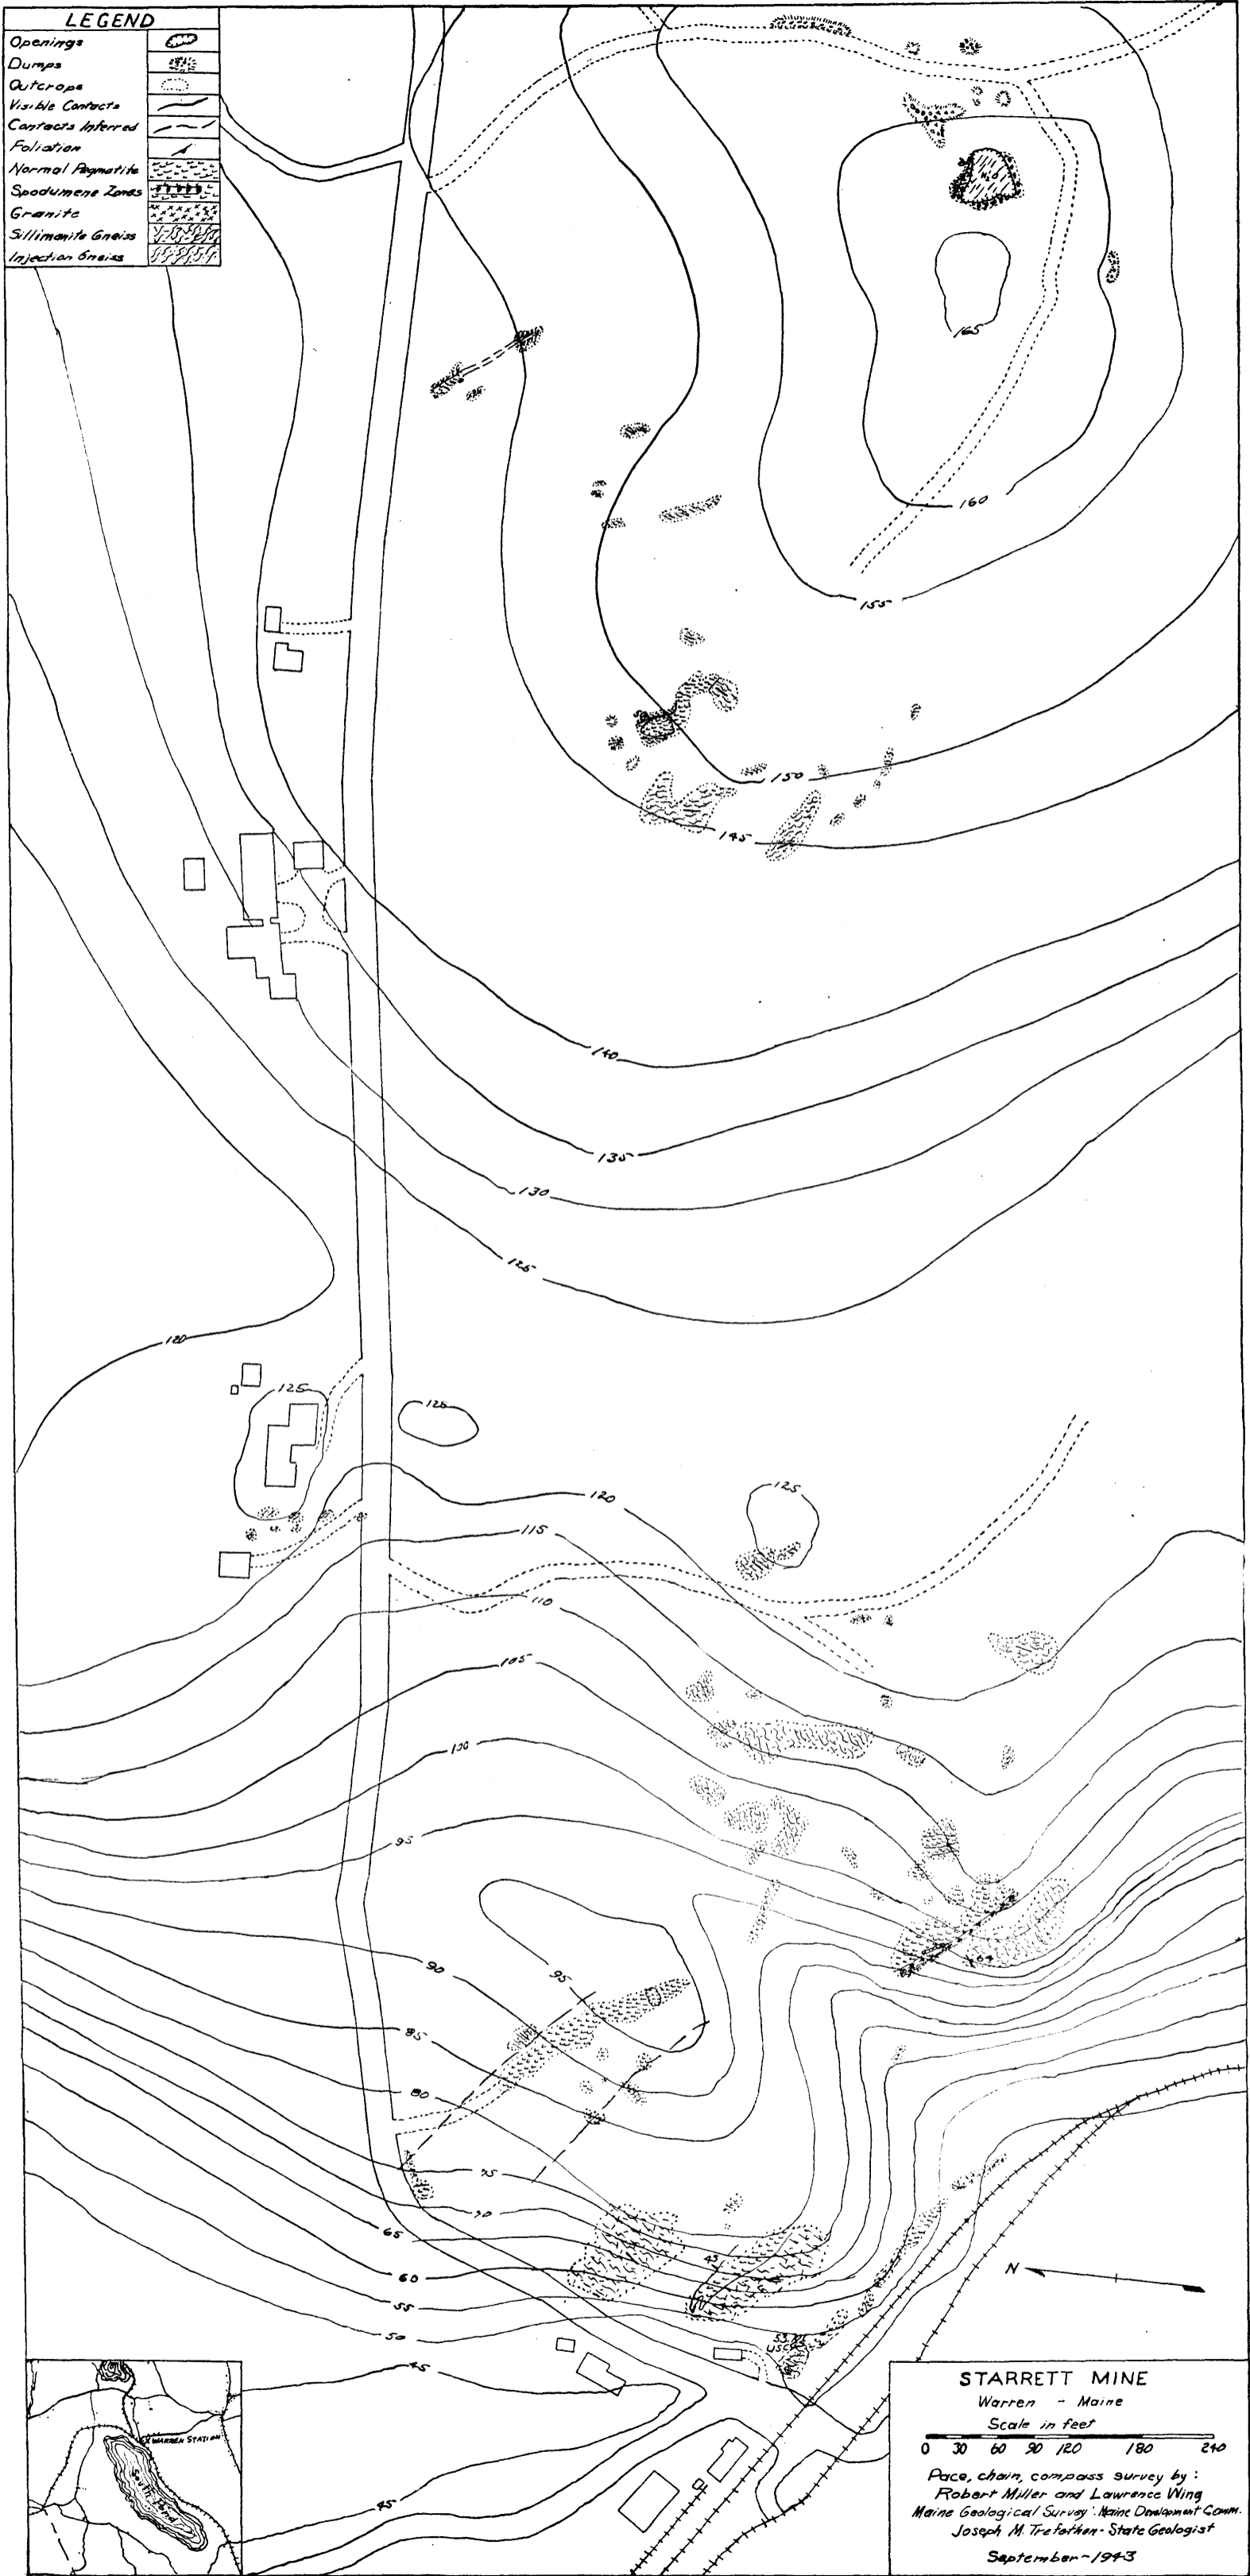 LEGEND
Openings
Dumps
Outcrops
Visible Contacts
Contacts Inferred
Foliation
Normal Pegmatite
Spodumene Zones
Granite
Sillimanite Gneiss
Injection Gneiss
165
160
155
150
145
140
135
130
125
120
125
125
125
120
115
110
105
100
95
90
95
85
80
75
70
65
60
55
50
45
45
45
N
WARREN STATION
South Pond
STARRETT MINE
Warren - Maine
Scale in feet
0 30 60 90 120 180 240
Pace, chain, compass survey by :
Robert Miller and Lawrence Wing
Maine Geological Survey : Maine Development Comm.
Joseph M. Trefethen - State Geologist
September - 1943